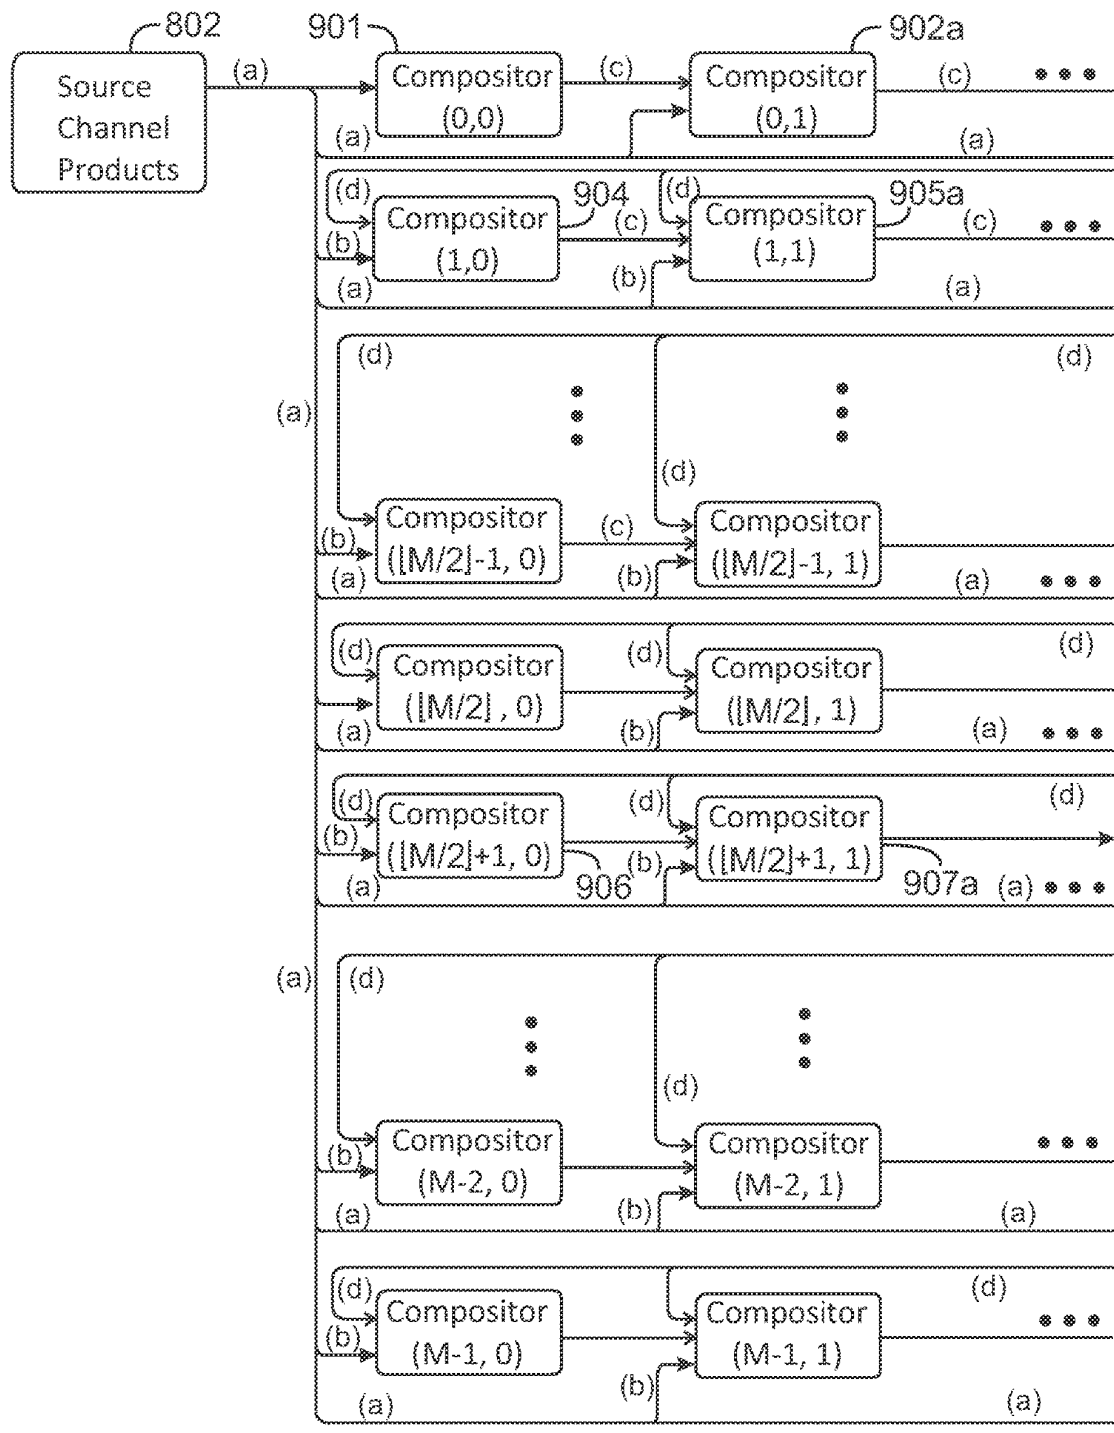 802
901
902a
Source
Channel
Products
(a)
Compositor
(0,0)
(c)
Compositor
(0,1)
(c)
(a)
(a)
(d)
(b)
Compositor
(1,0)
904
(c)
(d)
Compositor
(1,1)
905a
(c)
(a)
(b)
(a)
(d)
(d)
(a)
(d)
(b)
Compositor
(⌊M/2⌋-1, 0)
(c)
Compositor
(⌊M/2⌋-1, 1)
(a)
(b)
(a)
(d)
Compositor
(⌊M/2⌋, 0)
(d)
Compositor
(⌊M/2⌋, 1)
(d)
(a)
(b)
(a)
(d)
(b)
Compositor
(⌊M/2⌋+1, 0)
(d)
Compositor
(⌊M/2⌋+1, 1)
(d)
(a)
906
(b)
907a
(a)
(a)
(d)
(d)
(b)
Compositor
(M-2, 0)
Compositor
(M-2, 1)
(a)
(b)
(a)
(d)
(b)
Compositor
(M-1, 0)
Compositor
(M-1, 1)
(d)
(a)
(b)
(a)